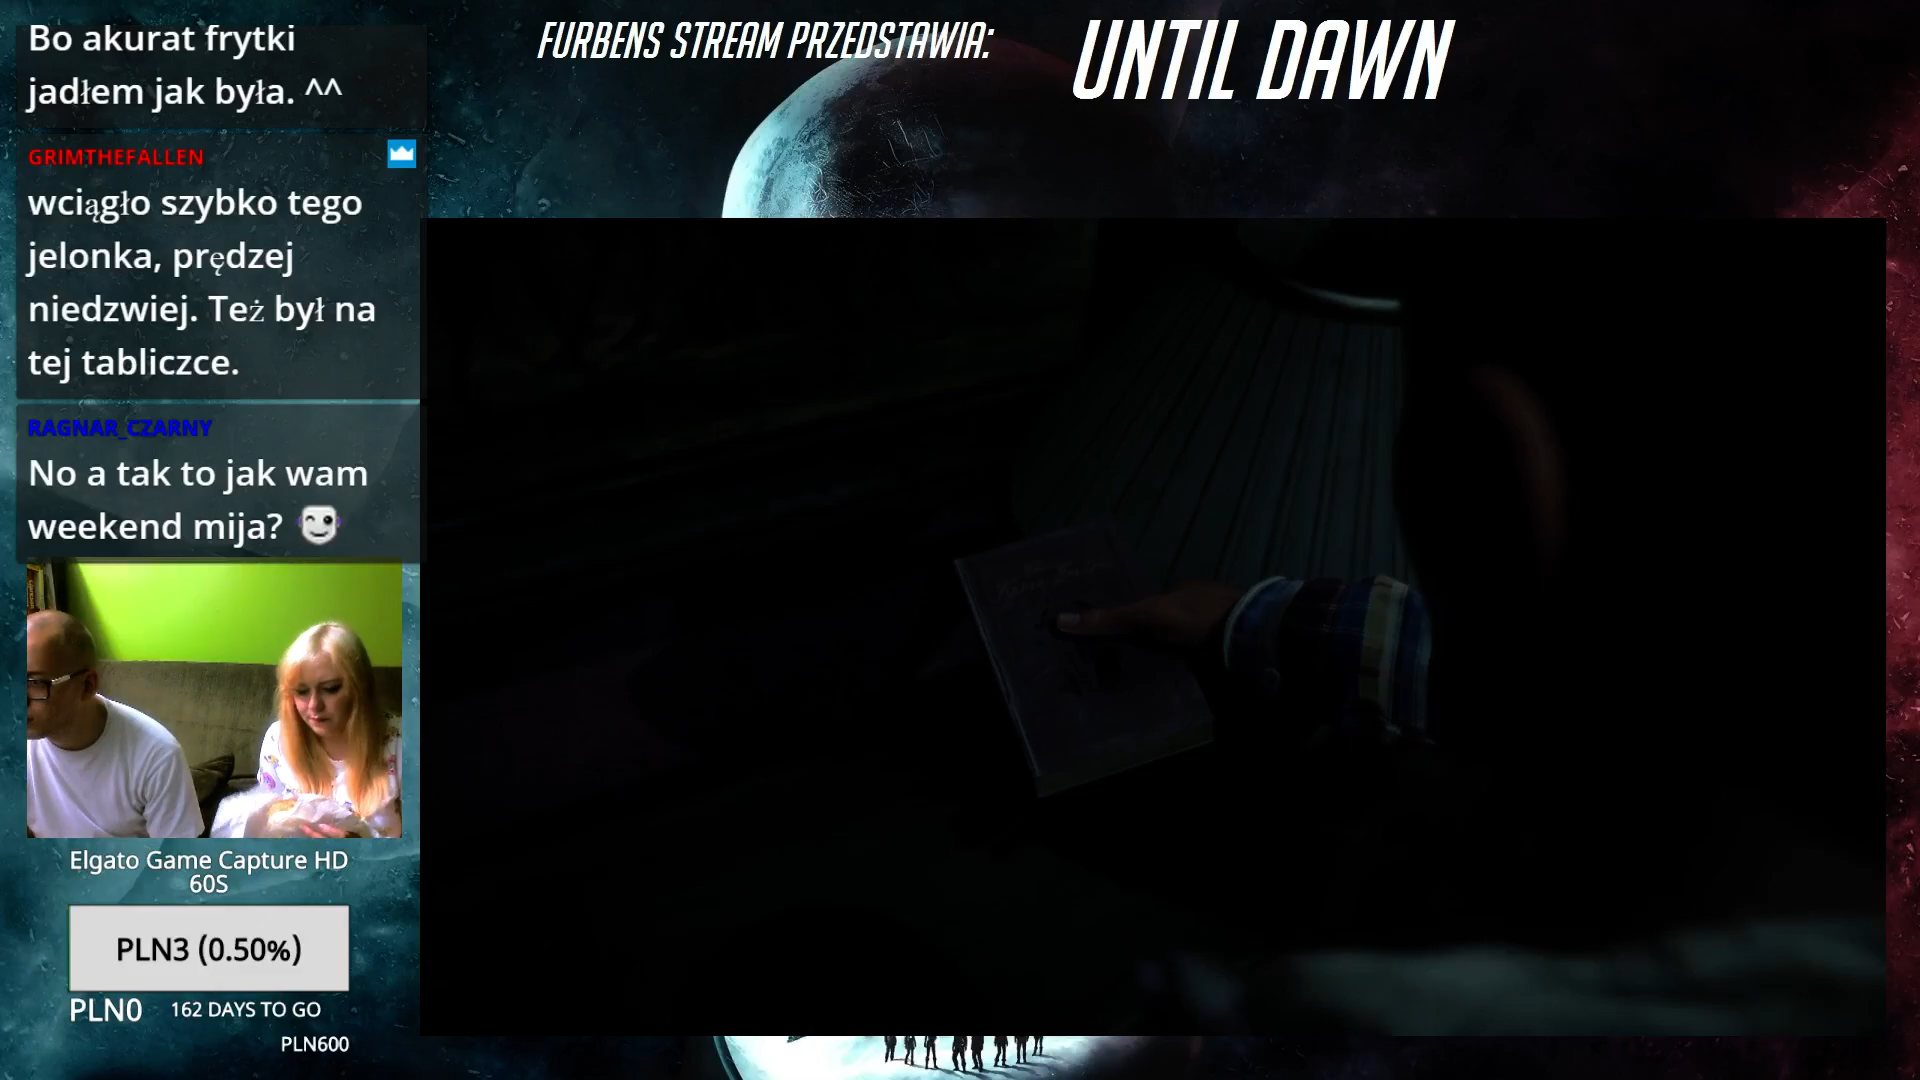 FURBENS STREAM PRZEDSTAWIA:
UNTIL DAWN
Bo akurat frytki
jadłem jak była. ^^
GRIMTHEFALLEN
wciągło szybko tego
jelonka, prędzej
niedzwiej. Też był na
tej tabliczce.
RAGNAR_CZARNY
No a tak to jak wam
weekend mija?
Elgato Game Capture HD
60S
PLN3 (0.50%)
PLN0 162 DAYS TO GO
PLN600